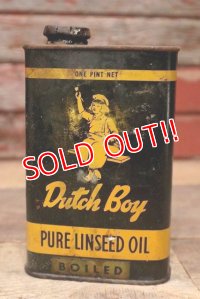 ONE PINT NET
SOLD OUT!!!
Dutch Boy
PURE LINSEED OIL
BOILED